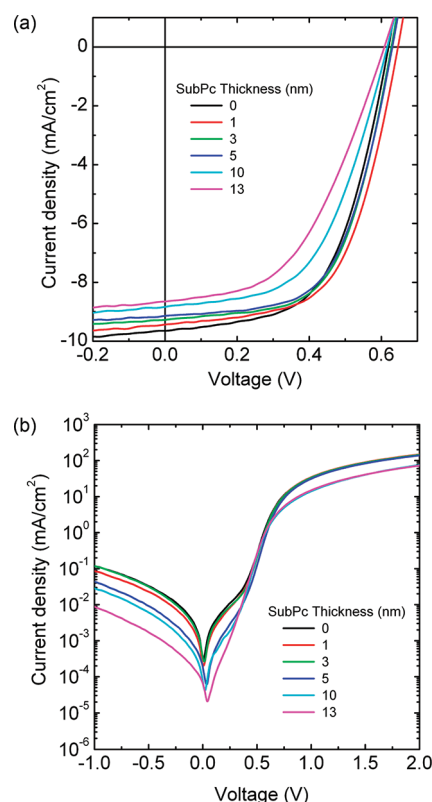 (a)
0
-2
-4
-6
-8
-10
Current density (mA/cm²)
SubPc Thickness (nm)
0
1
3
5
10
13
-0.2 0.0 0.2 0.4 0.6
Voltage (V)
(b)
10³
10²
10¹
10⁰
10⁻¹
10⁻²
10⁻³
10⁻⁴
10⁻⁵
10⁻⁶
Current density (mA/cm²)
SubPc Thickness (nm)
0
1
3
5
10
13
-1.0 -0.5 0.0 0.5 1.0 1.5 2.0
Voltage (V)